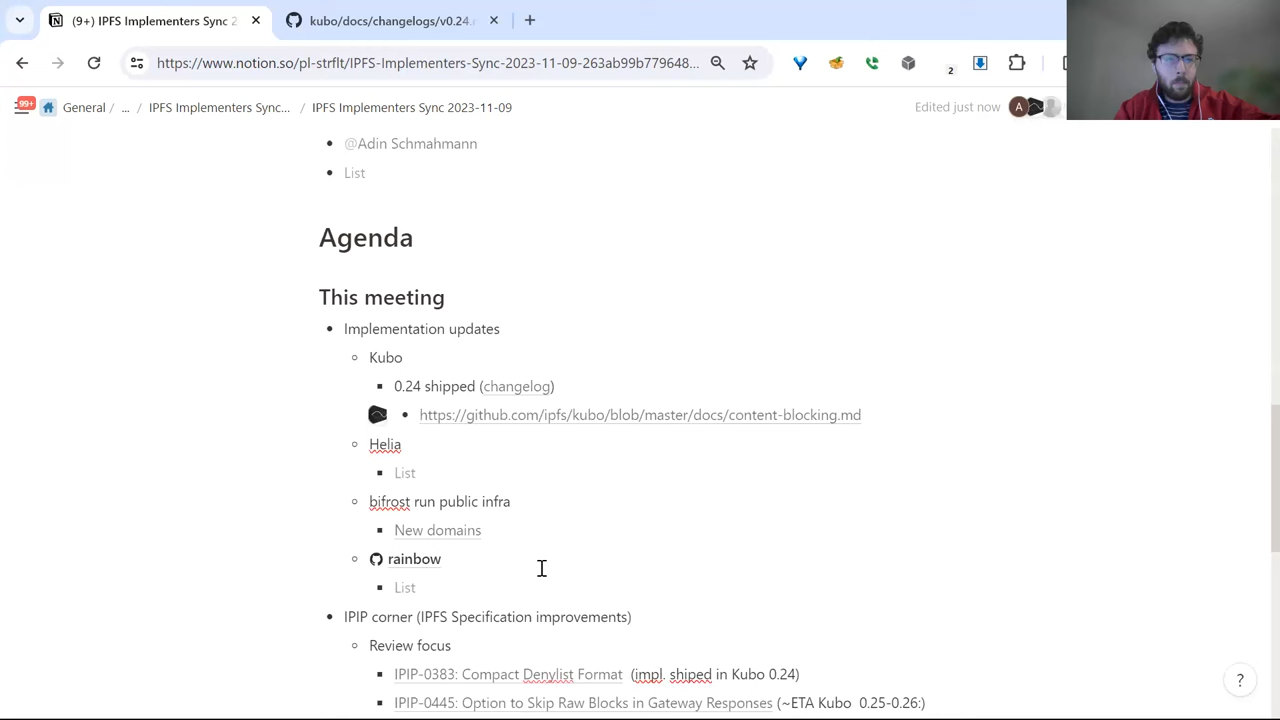 (9+) IPFS Implementers Sync 2
kubo/docs/changelogs/v0.24.
https://www.notion.so/pl-strflt/IPFS-Implementers-Sync-2023-11-09-263ab99b779648...
2
99+
General / ... / IPFS Implementers Sync... / IPFS Implementers Sync 2023-11-09
Edited just now
A
@Adin Schmahmann
List
Agenda
This meeting
Implementation updates
Kubo
0.24 shipped (changelog)
https://github.com/ipfs/kubo/blob/master/docs/content-blocking.md
Helia
List
bifrost run public infra
New domains
rainbow
List
IPIP corner (IPFS Specification improvements)
Review focus
IPIP-0383: Compact Denylist Format (impl. shiped in Kubo 0.24)
IPIP-0445: Option to Skip Raw Blocks in Gateway Responses (~ETA Kubo 0.25-0.26:)
?